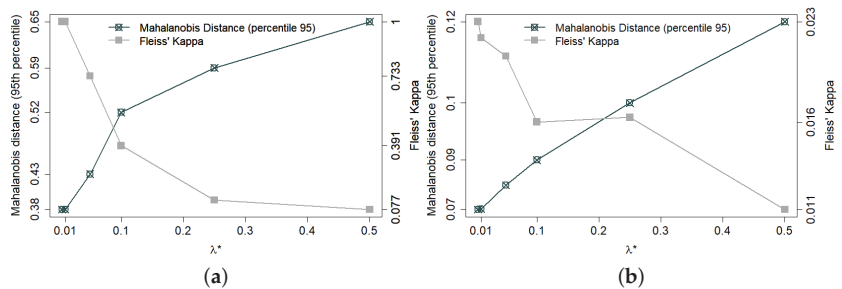 Mahalanobis Distance (percentile 95)
Fleiss' Kappa
Mahalanobis distance (95th percentile)
0.65
0.59
0.52
0.43
0.38
1
0.733
0.391
0.077
Fleiss' Kappa
0.01 0.1 0.2 0.3 0.4 0.5
λ*
(a)
Mahalanobis Distance (percentile 95)
Fleiss' Kappa
Mahalanobis distance (95th percentile)
0.12
0.1
0.09
0.07
0.023
0.016
0.011
Fleiss' Kappa
0.01 0.1 0.2 0.3 0.4 0.5
λ*
(b)